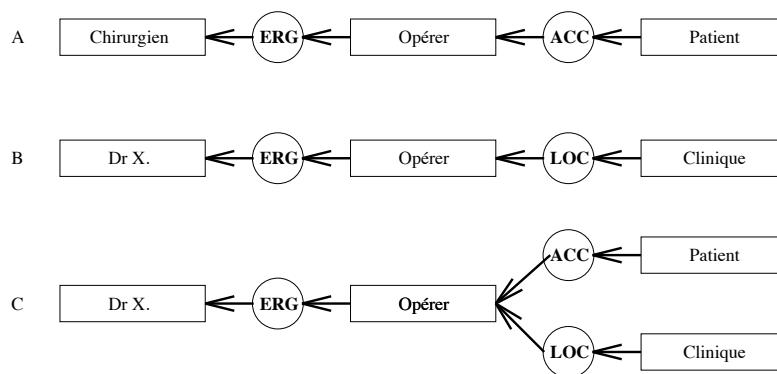 A Chirurgien ERG Opérer ACC Patient
B Dr X. ERG Opérer LOC Clinique
ACC Patient
C Dr X. ERG Opérer
LOC Clinique